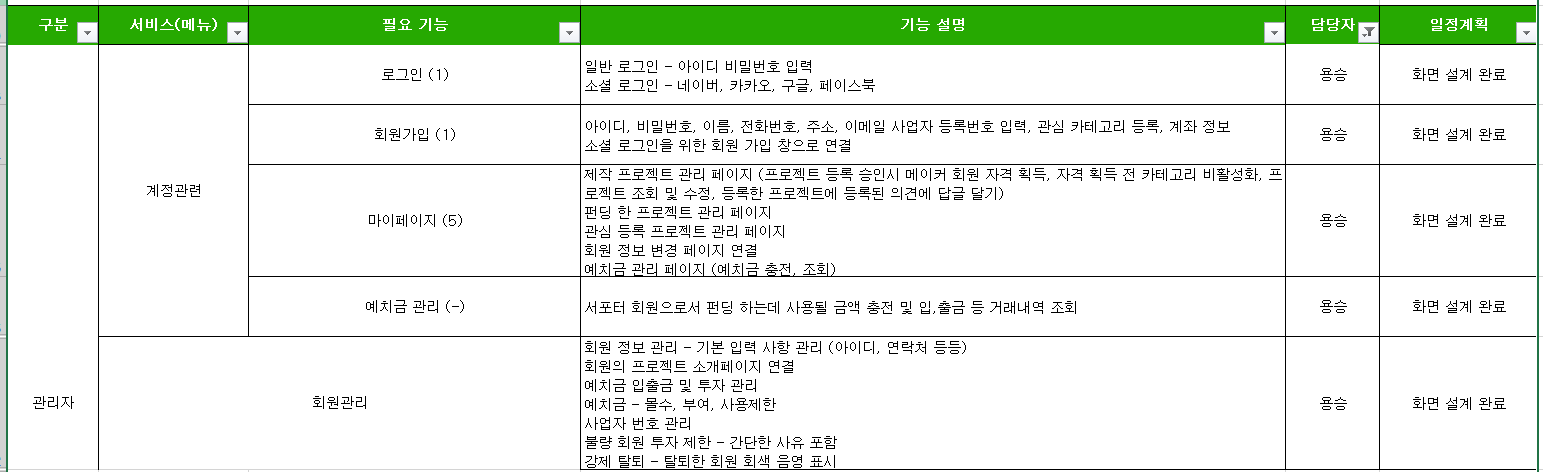 구분 서비스(메뉴) 필요 기능 기능 설명 담당자 일정계획
계정관련
로그인 (1)
일반 로그인 - 아이디 비밀번호 입력
소셜 로그인 - 네이버, 카카오, 구글, 페이스북
용승
화면 설계 완료
회원가입 (1)
아이디, 비밀번호, 이름, 전화번호, 주소, 이메일 사업자 등록번호 입력, 관심 카테고리 등록, 계좌 정보
소셜 로그인을 위한 회원 가입 창으로 연결
용승
화면 설계 완료
마이페이지 (5)
제작 프로젝트 관리 페이지 (프로젝트 등록 승인시 메이커 회원 자격 획득, 자격 획득 전 카테고리 비활성화, 프
로젝트 조회 및 수정, 등록한 프로젝트에 등록된 의견에 답글 달기)
펀딩 한 프로젝트 관리 페이지
관심 등록 프로젝트 관리 페이지
회원 정보 변경 페이지 연결
예치금 관리 페이지 (예치금 충전, 조회)
용승
화면 설계 완료
예치금 관리 (-)
서포터 회원으로서 펀딩 하는데 사용될 금액 충전 및 입,출금 등 거래내역 조회
용승
화면 설계 완료
관리자
회원관리
회원 정보 관리 - 기본 입력 사항 관리 (아이디, 연락처 등등)
회원의 프로젝트 소개페이지 연결
예치금 입출금 및 투자 관리
예치금 - 몰수, 부여, 사용제한
사업자 번호 관리
불량 회원 투자 제한 - 간단한 사유 포함
강제 탈퇴 - 탈퇴한 회원 회색 음영 표시
용승
화면 설계 완료